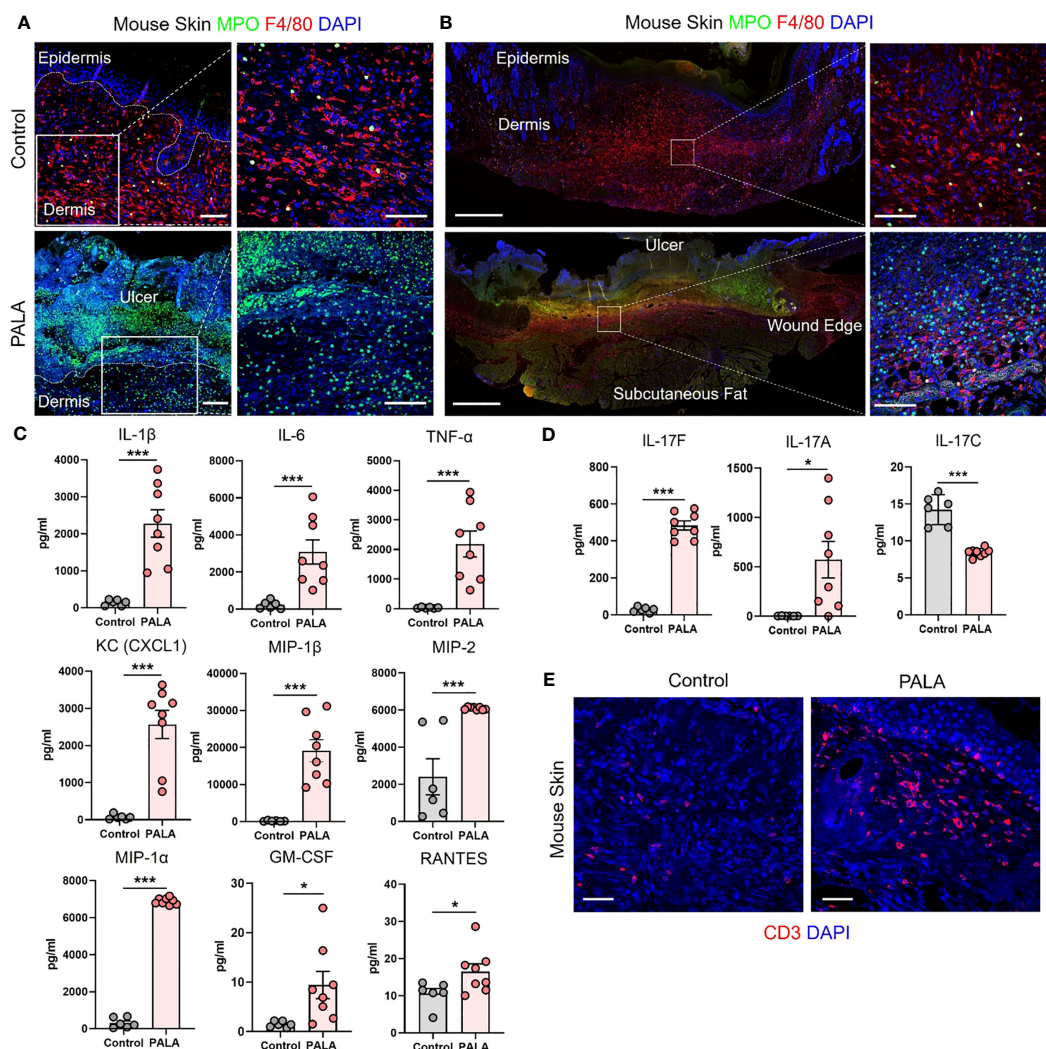 A
Mouse Skin MPO F4/80 DAPI
Control
Epidermis
Dermis
PALA
Ulcer
Dermis
B
Mouse Skin MPO F4/80 DAPI
Epidermis
Dermis
Ulcer
Wound Edge
Subcutaneous Fat
C
IL-1β
pg/ml
4000
3000
2000
1000
0
***
Control PALA
IL-6
pg/ml
8000
6000
4000
2000
0
***
Control PALA
TNF-α
pg/ml
5000
4000
3000
2000
1000
0
***
Control PALA
KC (CXCL1)
pg/ml
4000
3000
2000
1000
0
***
Control PALA
MIP-1β
pg/ml
40000
30000
20000
10000
0
***
Control PALA
MIP-2
pg/ml
8000
6000
4000
2000
0
***
Control PALA
MIP-1α
pg/ml
8000
6000
4000
2000
0
***
Control PALA
GM-CSF
pg/ml
30
20
10
0
*
Control PALA
RANTES
pg/ml
40
30
20
10
0
*
Control PALA
D
IL-17F
pg/ml
800
600
400
200
0
***
Control PALA
IL-17A
pg/ml
1500
1000
500
0
*
Control PALA
IL-17C
pg/ml
20
15
10
5
0
***
Control PALA
E
Control
PALA
Mouse Skin
CD3 DAPI